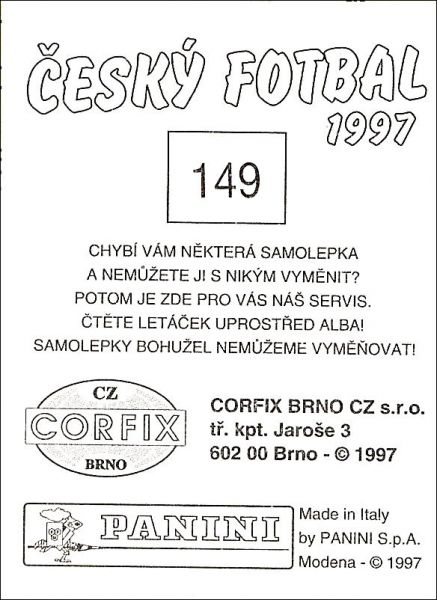 ČESKÝ FOTBAL
1997
149
CHYBÍ VÁM NĚKTERÁ SAMOLEPKA
A NEMŮŽETE JI S NIKÝM VYMĚNIT?
POTOM JE ZDE PRO VÁS NÁŠ SERVIS.
ČTĚTE LETÁČEK UPROSTŘED ALBA!
SAMOLEPKY BOHUŽEL NEMŮŽEME VYMĚŇOVAT!
CZ
CORFIX
BRNO
CORFIX BRNO CZ s.r.o.
tř. kpt. Jaroše 3
602 00 Brno - © 1997
PANINI
Made in Italy
by PANINI S.p.A.
Modena - © 1997